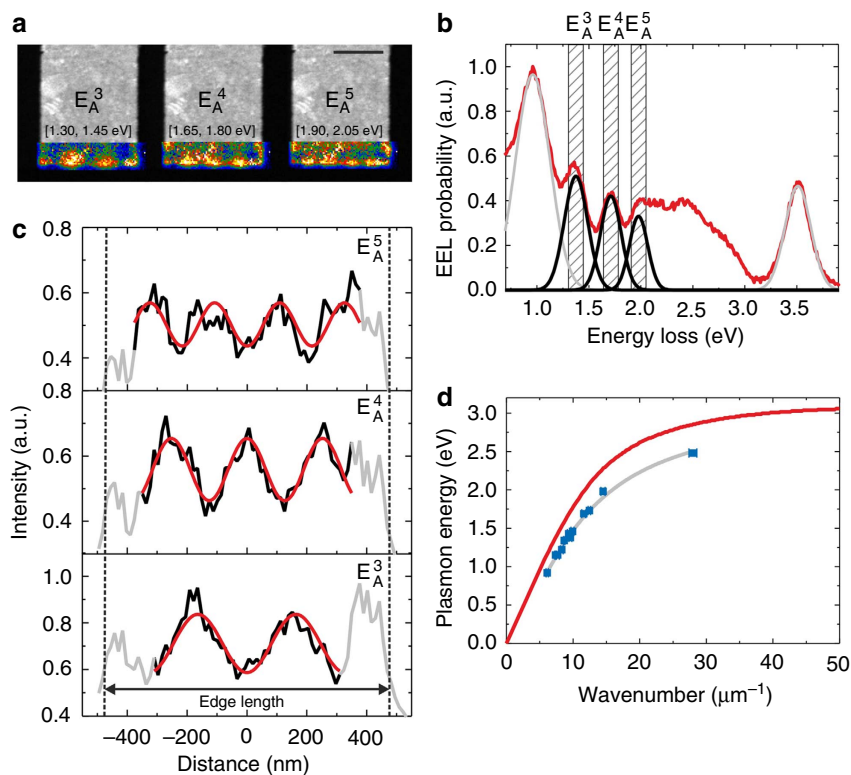 a
E_A^3
E_A^4
E_A^5
[1.30, 1.45 eV]
[1.65, 1.80 eV]
[1.90, 2.05 eV]
b
E_A^3 E_A^4 E_A^5
EEL probability (a.u.)
1.0
0.8
0.6
0.4
0.2
0.0
1.0 1.5 2.0 2.5 3.0 3.5
Energy loss (eV)
c
Intensity (a.u.)
0.8
0.6
0.4
E_A^5
0.8
0.6
0.4
E_A^4
1.0
0.8
0.6
0.4
E_A^3
Edge length
−400 −200 0 200 400
Distance (nm)
d
Plasmon energy (eV)
3.0
2.5
2.0
1.5
1.0
0.5
0.0
0 10 20 30 40 50
Wavenumber (μm⁻¹)